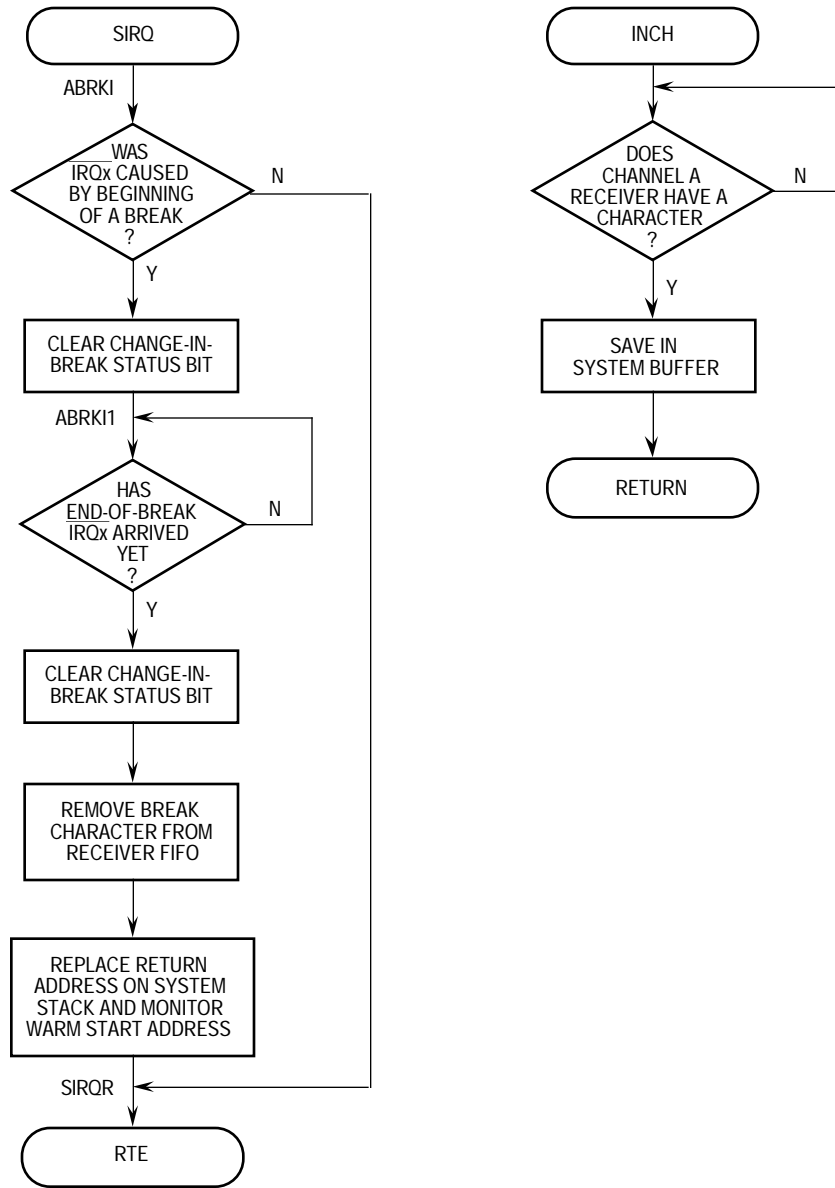 SIRQ
ABRKI
WAS
IRQx CAUSED
BY BEGINNING
OF A BREAK
?
N
Y
CLEAR CHANGE-IN-
BREAK STATUS BIT
ABRKI1
HAS
END-OF-BREAK
IRQx ARRIVED
YET
?
N
Y
CLEAR CHANGE-IN-
BREAK STATUS BIT
REMOVE BREAK
CHARACTER FROM
RECEIVER FIFO
REPLACE RETURN
ADDRESS ON SYSTEM
STACK AND MONITOR
WARM START ADDRESS
SIRQR
RTE
INCH
DOES
CHANNEL A
RECEIVER HAVE A
CHARACTER
?
N
Y
SAVE IN
SYSTEM BUFFER
RETURN